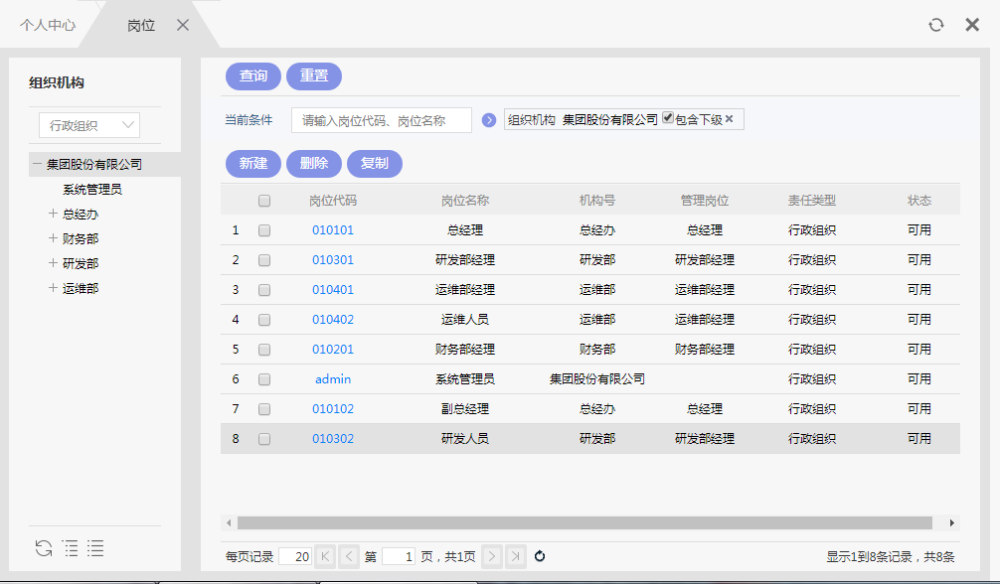 个人中心 岗位
组织机构
行政组织
集团股份有限公司
系统管理员
总经办
财务部
研发部
运维部
查询 重置
当前条件 请输入岗位代码、岗位名称 组织机构 集团股份有限公司 包含下级
新建 删除 复制
岗位代码 岗位名称 机构号 管理岗位 责任类型 状态
1 010101 总经理 总经办 总经理 行政组织 可用
2 010301 研发部经理 研发部 研发部经理 行政组织 可用
3 010401 运维部经理 运维部 运维部经理 行政组织 可用
4 010402 运维人员 运维部 运维部经理 行政组织 可用
5 010201 财务部经理 财务部 财务部经理 行政组织 可用
6 admin 系统管理员 集团股份有限公司 行政组织 可用
7 010102 副总经理 总经办 总经理 行政组织 可用
8 010302 研发人员 研发部 研发部经理 行政组织 可用
每页记录 20 第 1 页，共1页 显示1到8条记录，共8条